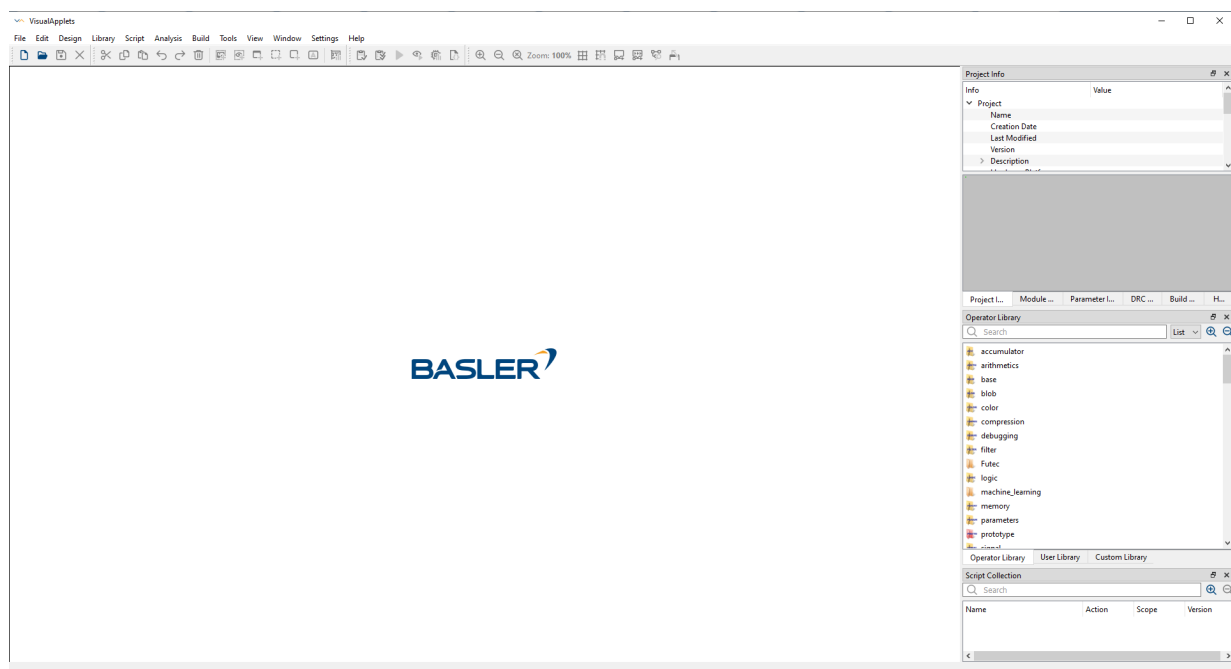 VisualApplets
File Edit Design Library Script Analysis Build Tools View Window Settings Help
Zoom: 100%
Project Info
Info Value
Project
Name
Creation Date
Last Modified
Version
Description
Project I... Module ... Parameter I... DRC ... Build ... H...
Operator Library
Search List
accumulator
arithmetics
base
blob
color
compression
debugging
filter
Futec
logic
machine_learning
memory
parameters
prototype
Operator Library User Library Custom Library
Script Collection
Search
Name Action Scope Version
BASLER